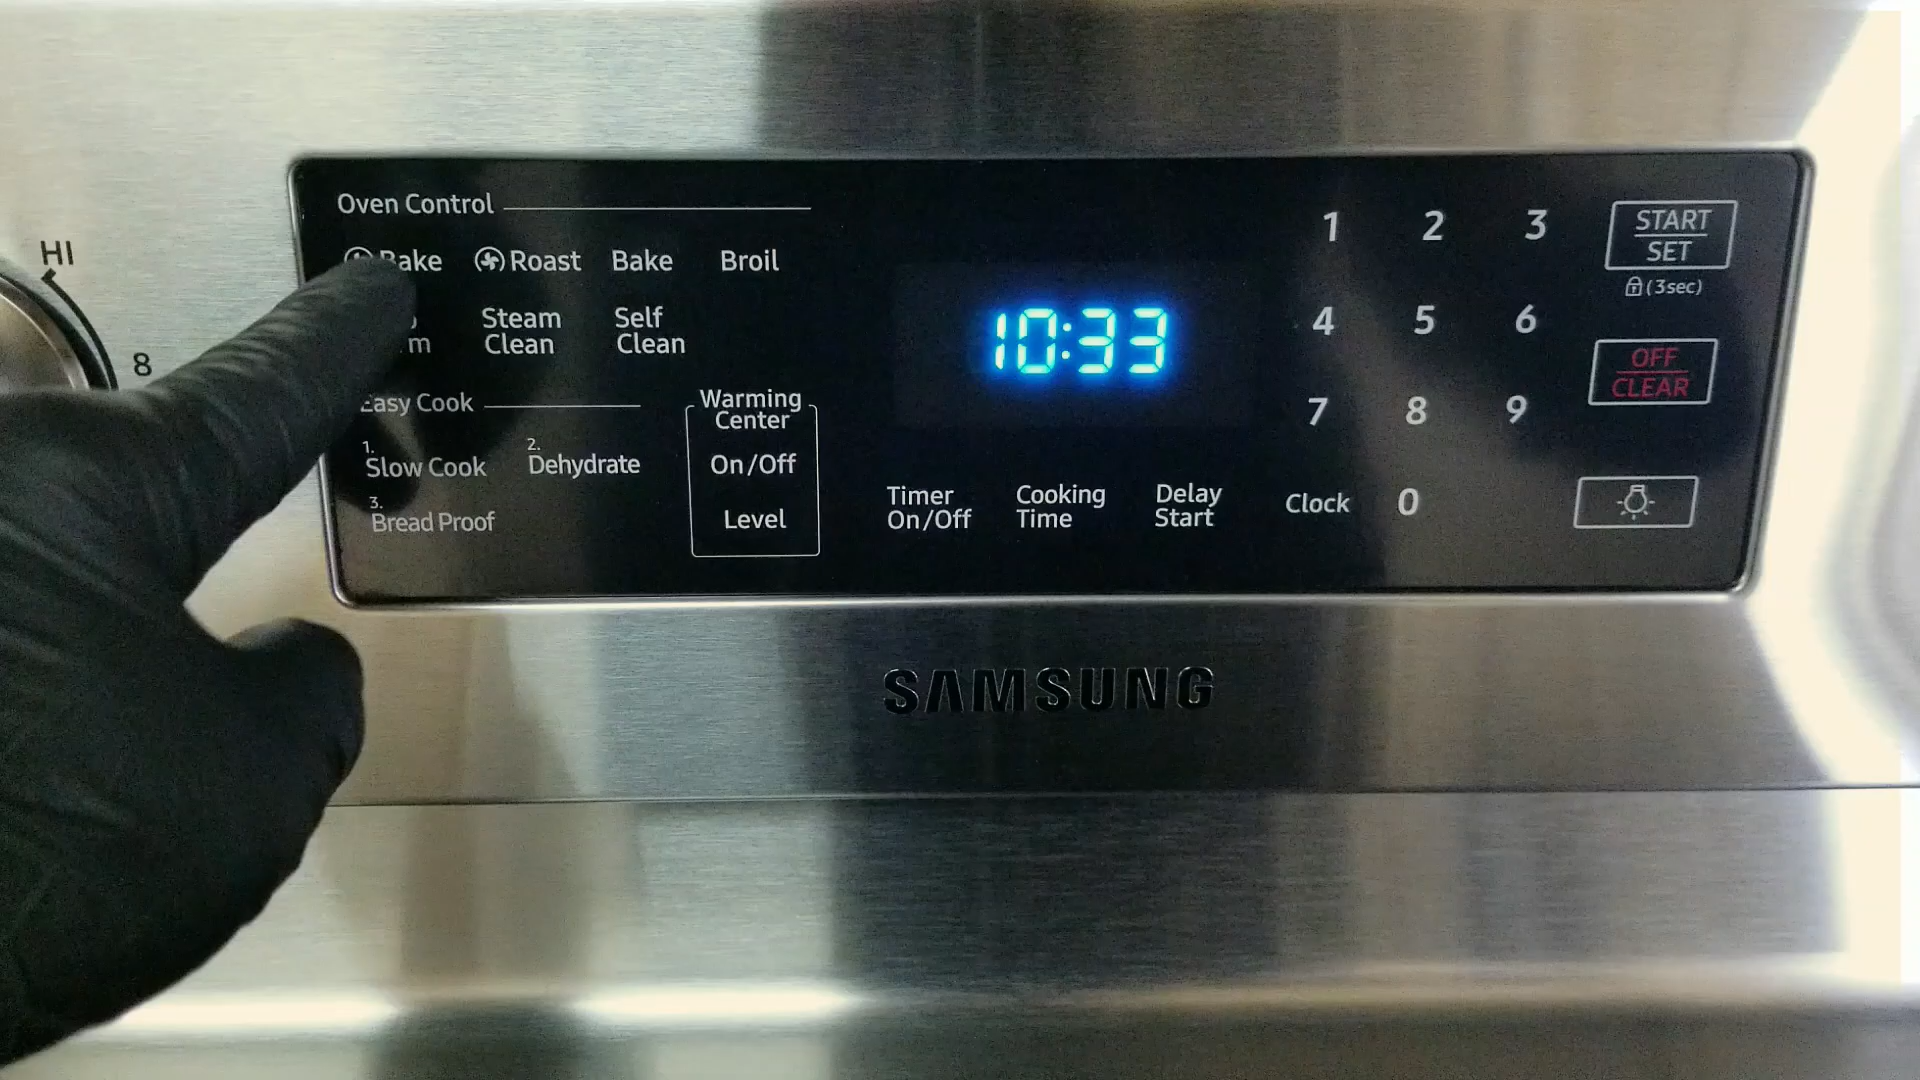 HI
8
Oven Control
Bake Roast Bake Broil
m Steam Clean Self Clean
Easy Cook
1. Slow Cook 2. Dehydrate
3. Bread Proof
Warming Center
On/Off
Level
10:33
Timer On/Off
Cooking Time
Delay Start
Clock
1 2 3
4 5 6
7 8 9
0
START
SET
(3sec)
OFF
CLEAR
SAMSUNG